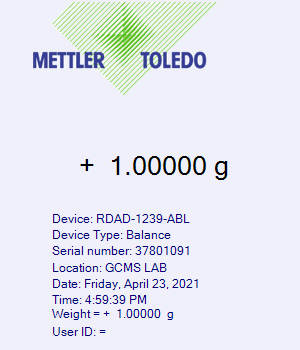 METTLER TOLEDO
+ 1.00000 g
Device: RDAD-1239-ABL
Device Type: Balance
Serial number: 37801091
Location: GCMS LAB
Date: Friday, April 23, 2021
Time: 4:59:39 PM
Weight = + 1.00000 g
User ID: =